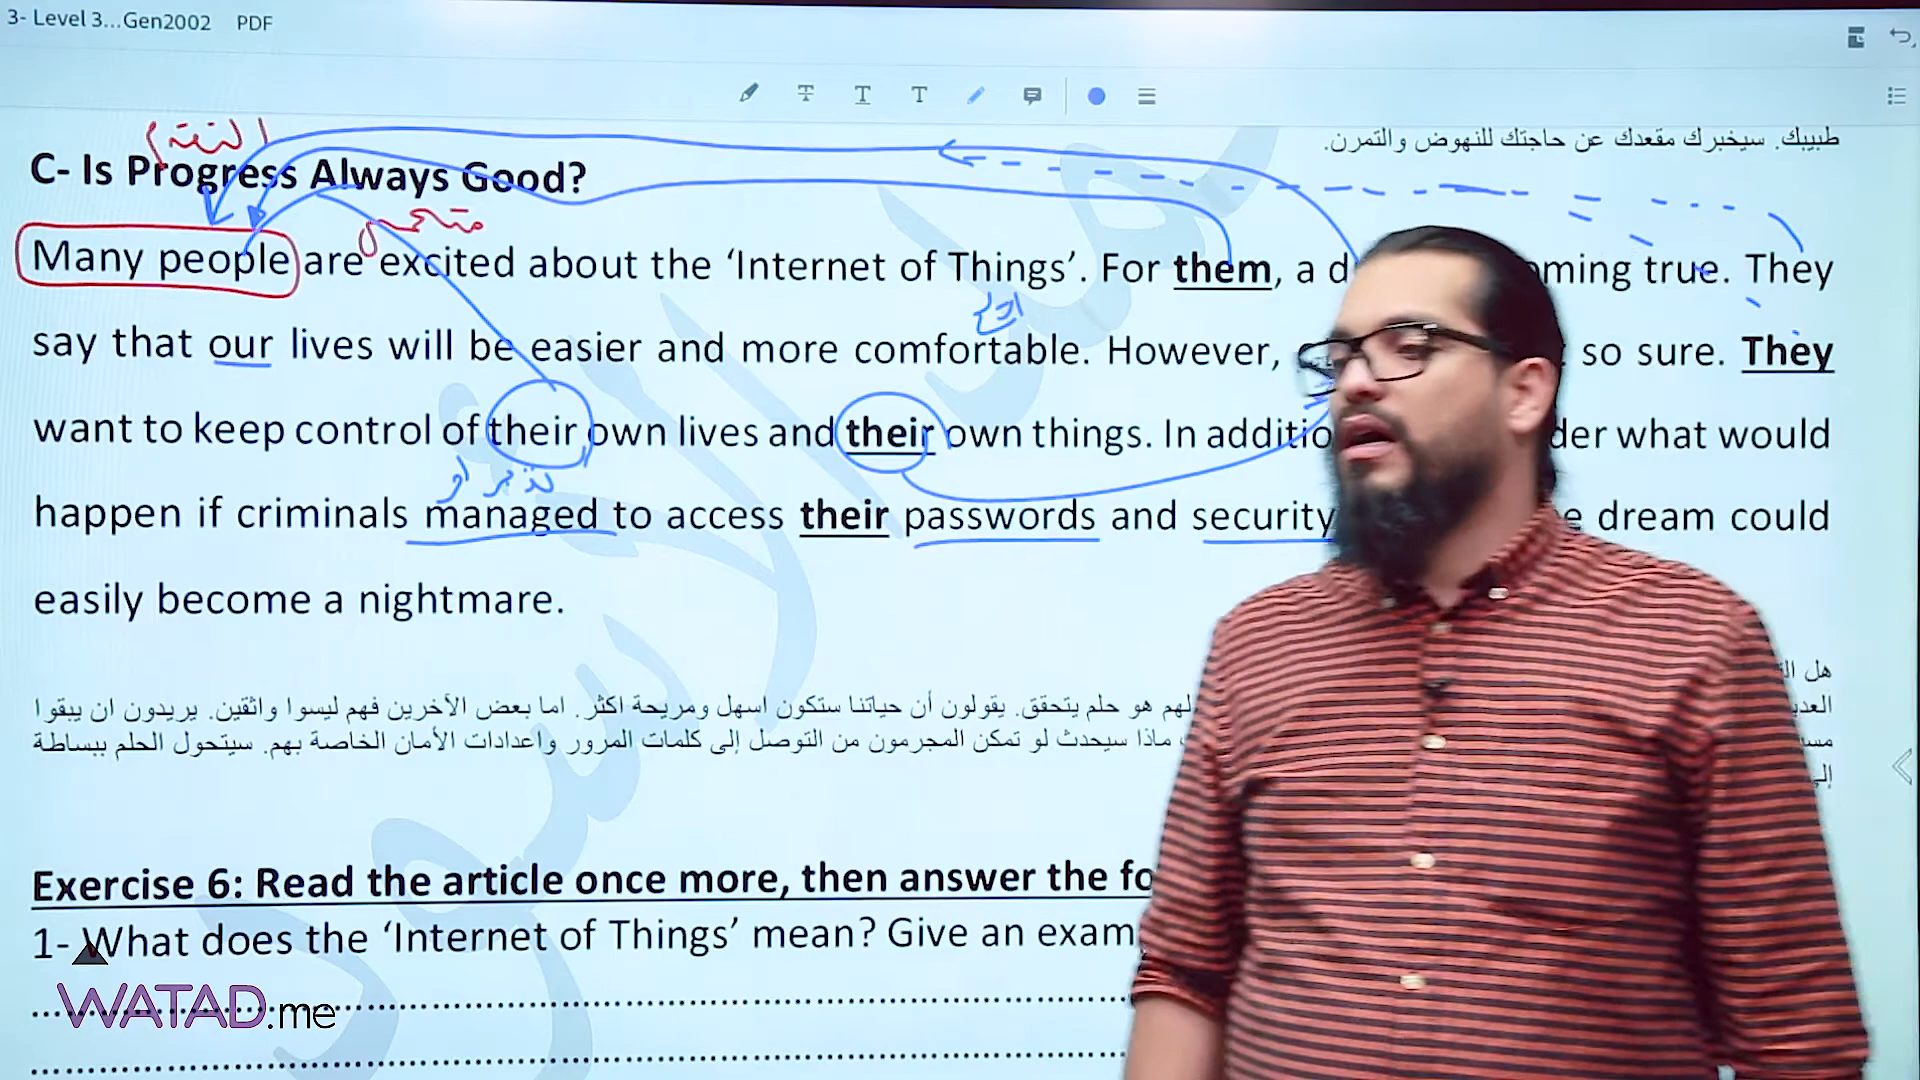 3- Level 3...Gen2002 PDF
طبيبك. سيخبرك مقعدك عن حاجتك للنهوض والتمرن.
C- Is Progress Always Good?
Many people are excited about the ‘Internet of Things’. For them, a d ming true. They
say that our lives will be easier and more comfortable. However, so sure. They
want to keep control of their own lives and their own things. In additio der what would
happen if criminals managed to access their passwords and security e dream could
easily become a nightmare.
هل
لهم هو حلم يتحقق. يقولون أن حياتنا ستكون اسهل ومريحة اكثر. اما بعض الآخرين فهم ليسوا واثقين. يريدون ان يبقوا
ماذا سيحدث لو تمكن المجرمون من التوصل إلى كلمات المرور واعدادات الأمان الخاصة بهم. سيتحول الحلم ببساطة
Exercise 6: Read the article once more, then answer the fo
1- What does the ‘Internet of Things’ mean? Give an exam
WATAD.me